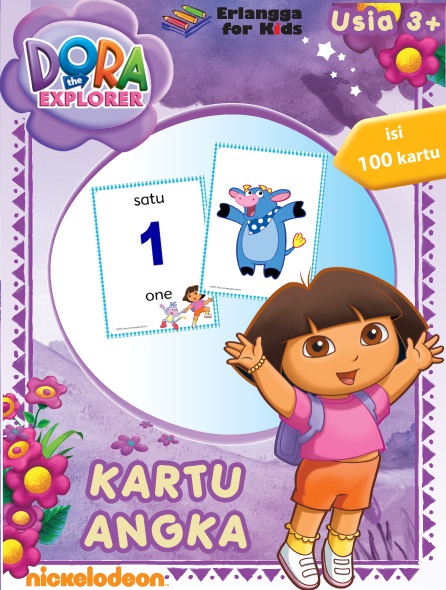 Erlangga
for Kids
Usia 3+
DORA
the
EXPLORER
isi
100 kartu
satu
1
one
KARTU
ANGKA
nickelodeon